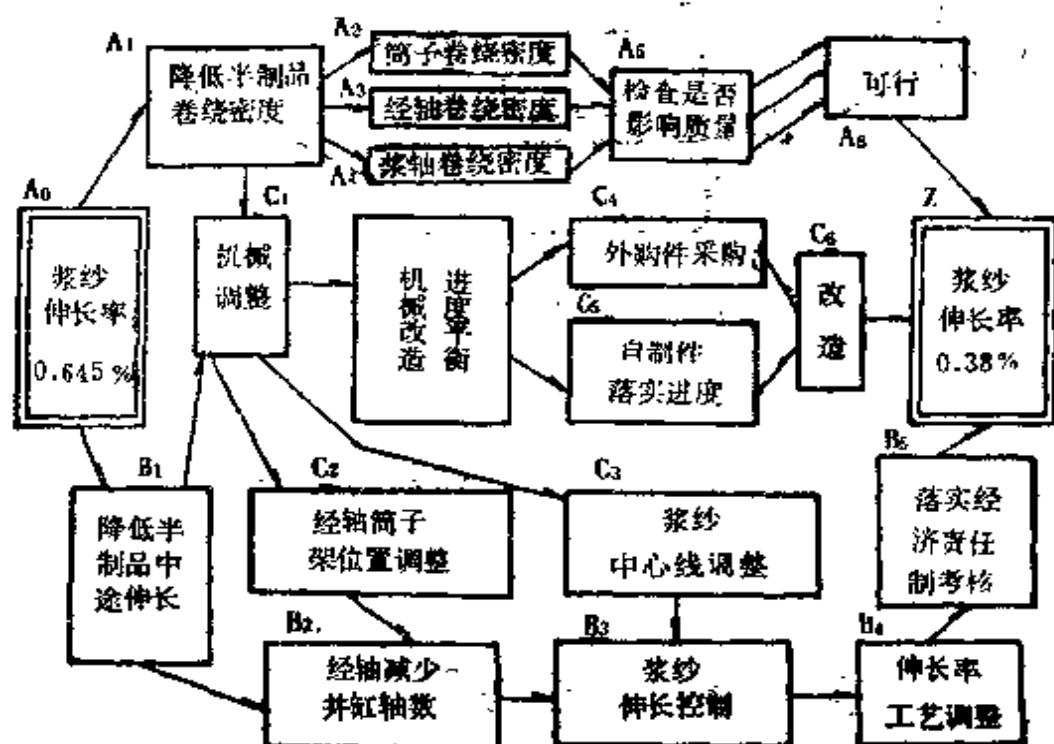 A1
降低半制品
卷绕密度
A2
筒子卷绕密度
A3
经轴卷绕密度
浆轴卷绕密度
A5
检查是否
影响质量
可行
A6
A0
浆纱
伸长率
0.645%
C1
机械
调整
机械改造
进度平衡
C4
外购件采购
C5
自制件
落实进度
C6
改造
Z
浆纱
伸长率
0.38%
B1
降低半
制品中
途伸长
C2
经轴筒子
架位置调整
C3
浆纱
中心线调整
B5
落实经
济责任
制考核
B2
经轴减少
并缸轴数
B3
浆纱
伸长控制
B4
伸长率
工艺调整